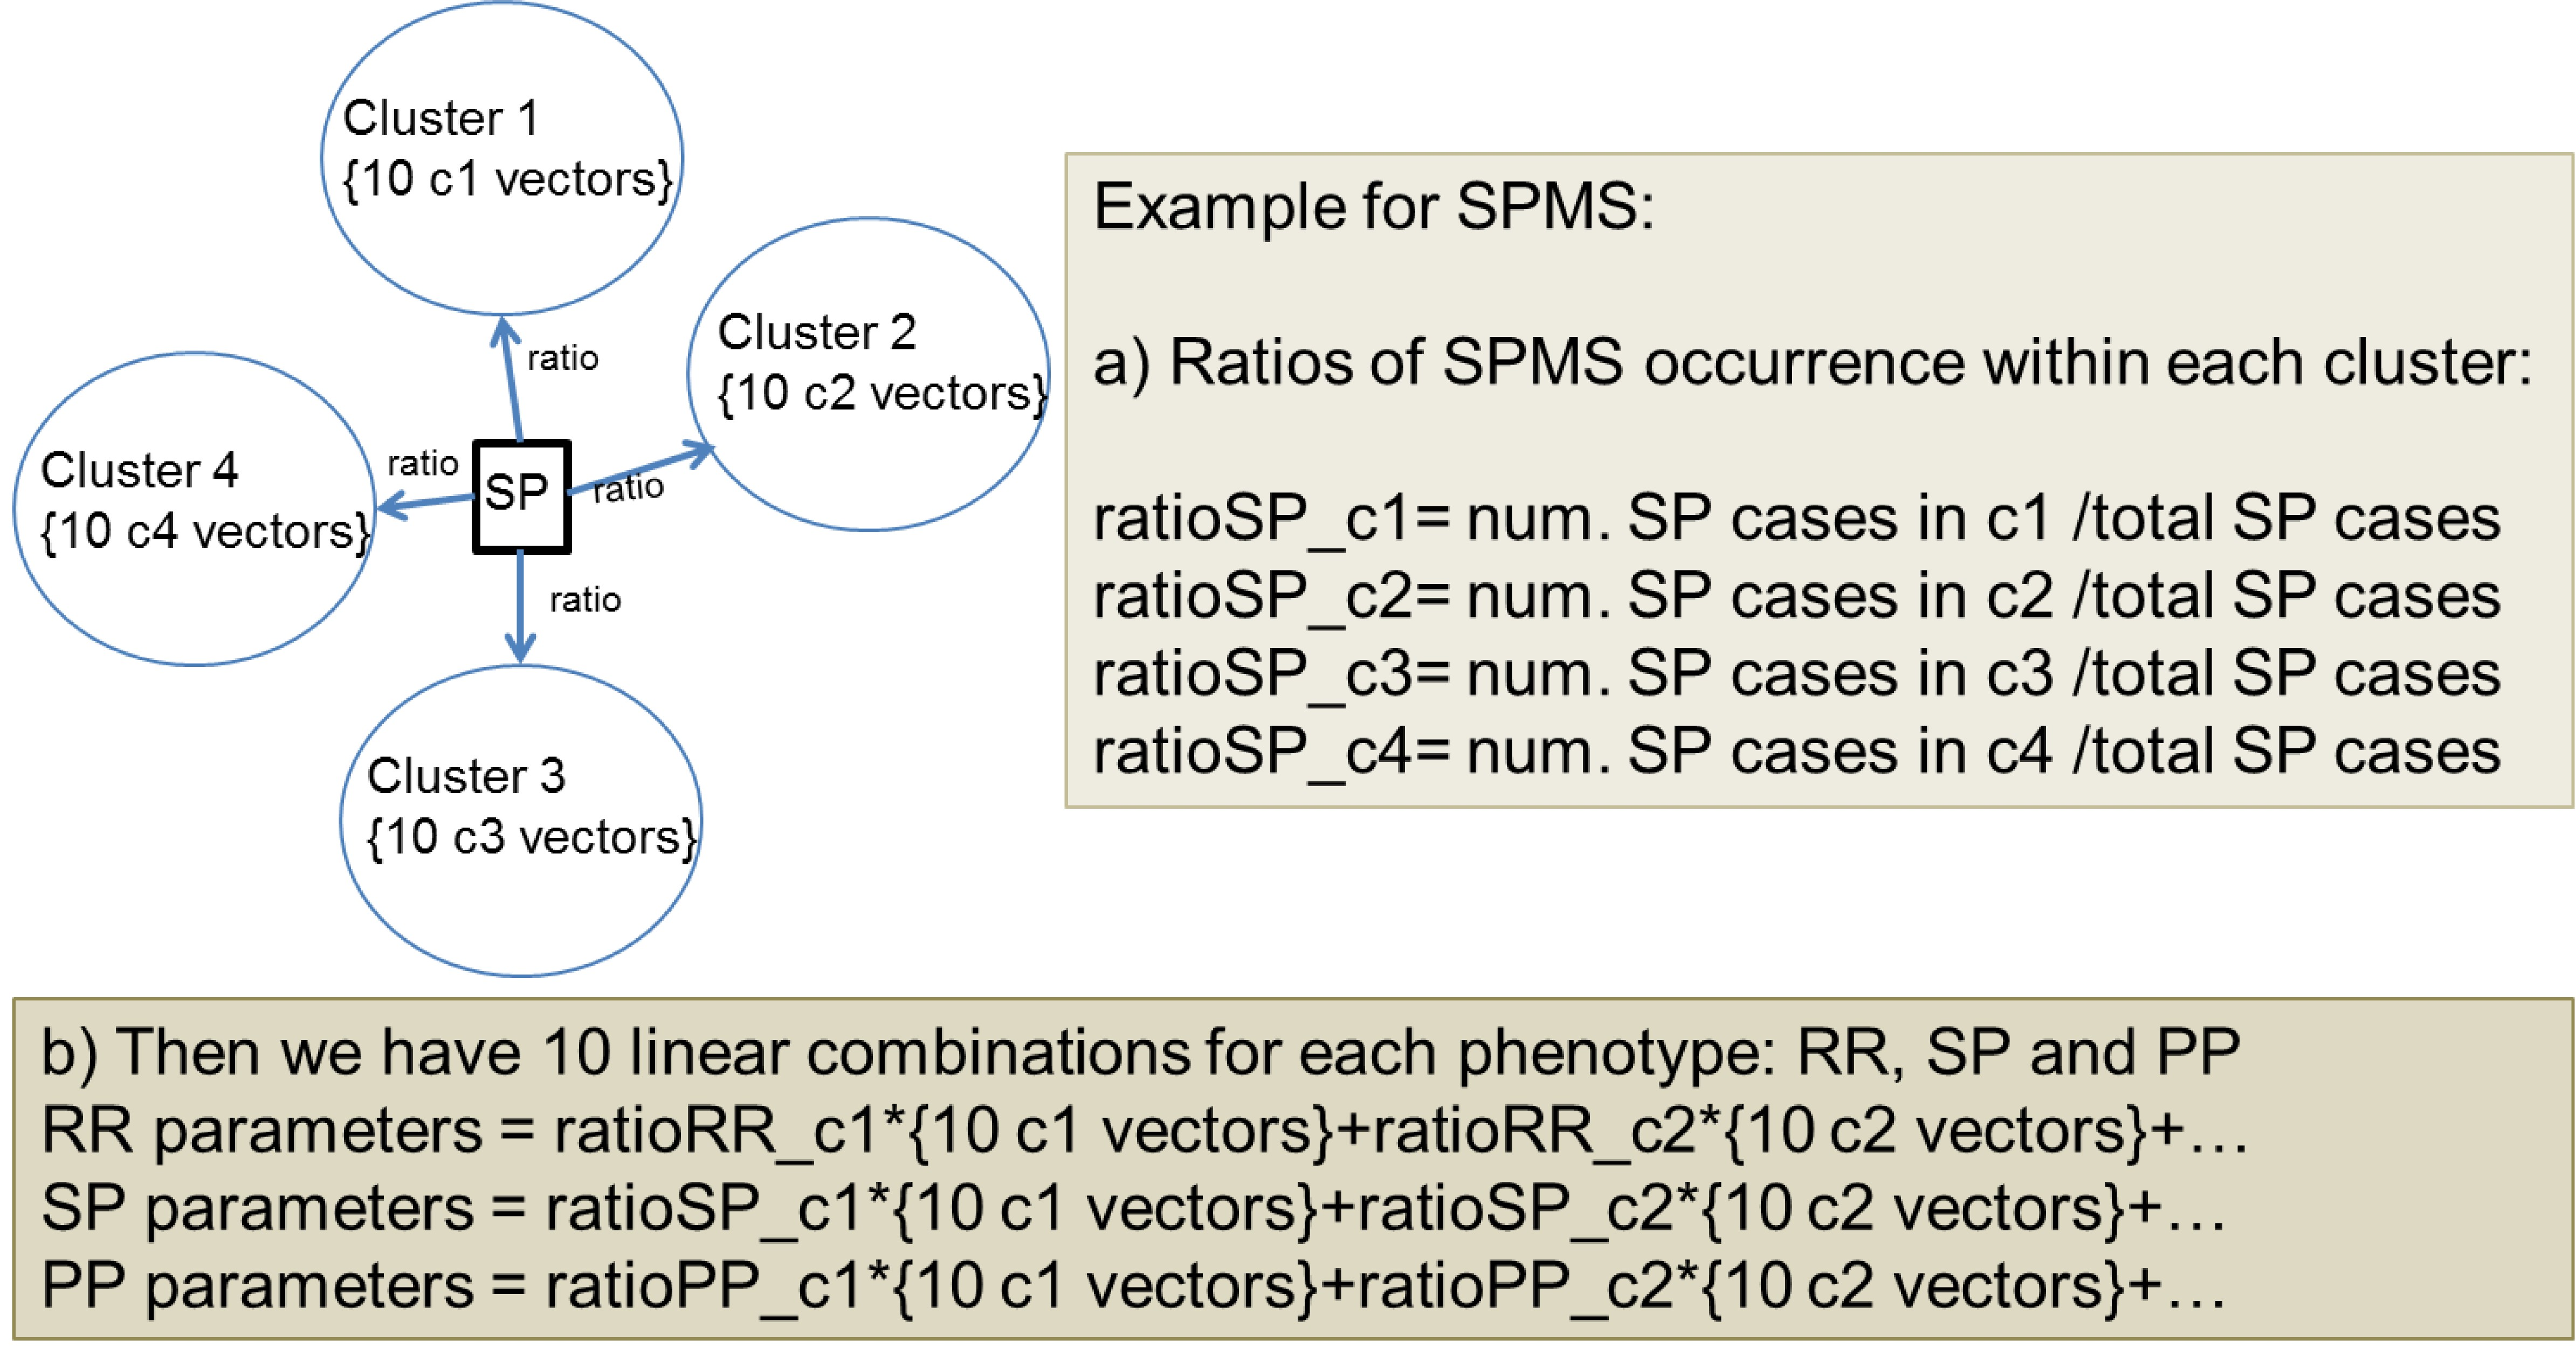 Cluster 1
{10 c1 vectors}
ratio
Cluster 2
{10 c2 vectors}
ratio
Cluster 4
{10 c4 vectors}
ratio
SP
ratio
Cluster 3
{10 c3 vectors}
Example for SPMS:
a) Ratios of SPMS occurrence within each cluster:
ratioSP_c1= num. SP cases in c1 /total SP cases
ratioSP_c2= num. SP cases in c2 /total SP cases
ratioSP_c3= num. SP cases in c3 /total SP cases
ratioSP_c4= num. SP cases in c4 /total SP cases
b) Then we have 10 linear combinations for each phenotype: RR, SP and PP
RR parameters = ratioRR_c1*{10 c1 vectors}+ratioRR_c2*{10 c2 vectors}+…
SP parameters = ratioSP_c1*{10 c1 vectors}+ratioSP_c2*{10 c2 vectors}+…
PP parameters = ratioPP_c1*{10 c1 vectors}+ratioPP_c2*{10 c2 vectors}+…